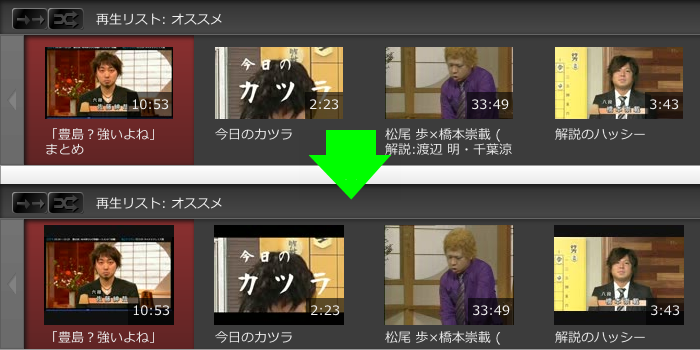 再生リスト: オススメ
今日の
カツラ
10:53
2:23
33:49
3:43
「豊島？強いよね」
まとめ
今日のカツラ
松尾 歩×橋本崇載 (
解説:渡辺 明・千葉涼
解説のハッシー
再生リスト: オススメ
今日の
カツラ
10:53
2:23
33:49
3:43
「豊島？強いよね」
今日のカツラ
松尾 歩×橋本崇載 (
解説のハッシー